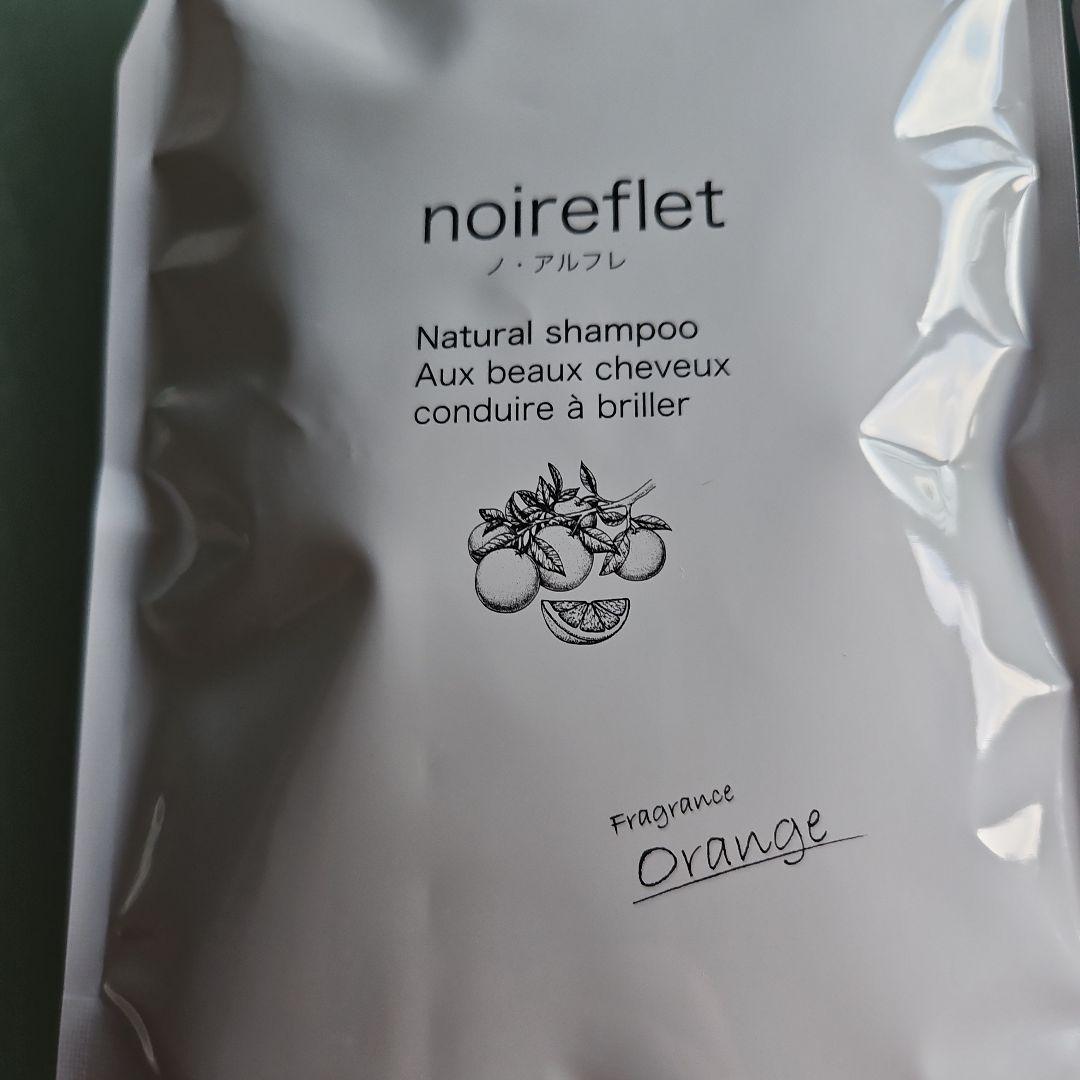 noireflet
ノ・アルフレ
Natural shampoo
Aux beaux cheveux
conduire à briller
Fragrance
Orange